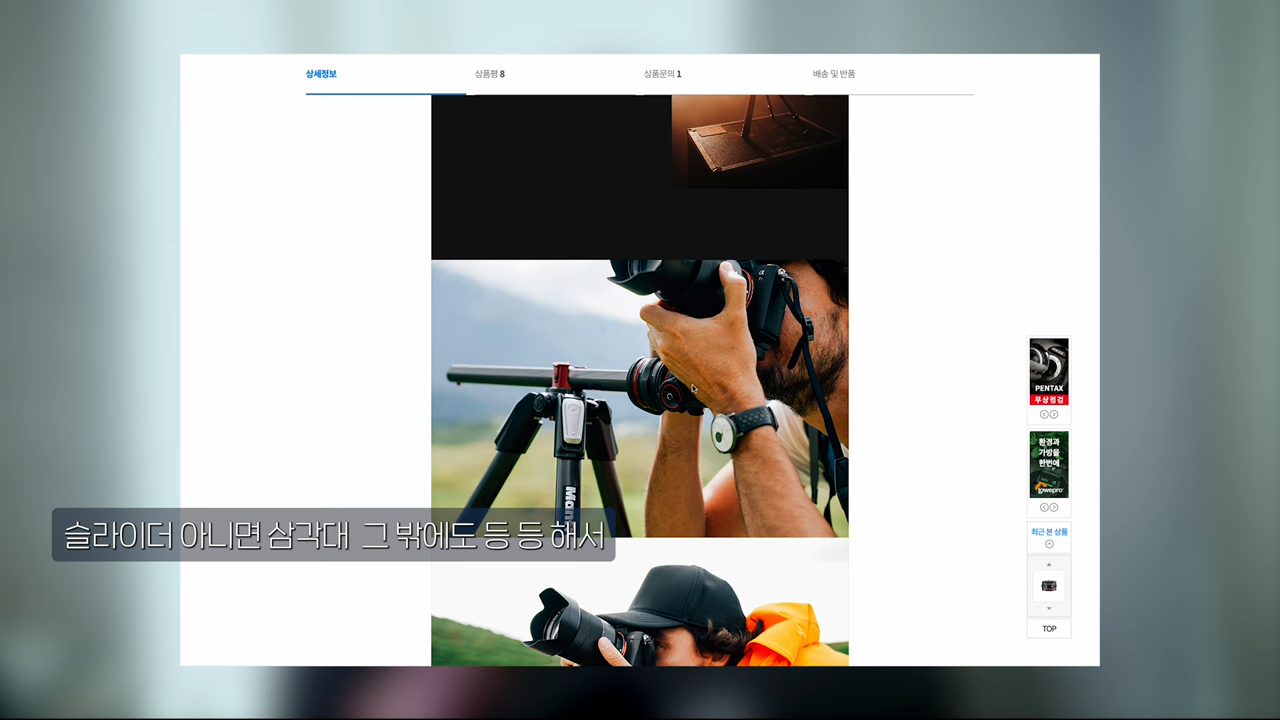 상세정보
상품평 8
상품문의 1
배송 및 반품
α
Man
PENTAX
무상점검
환경과
가방을
한번에
lowepro
최근 본 상품
TOP
슬라이더 아니면 삼각대 그 밖에도 등 등 해서